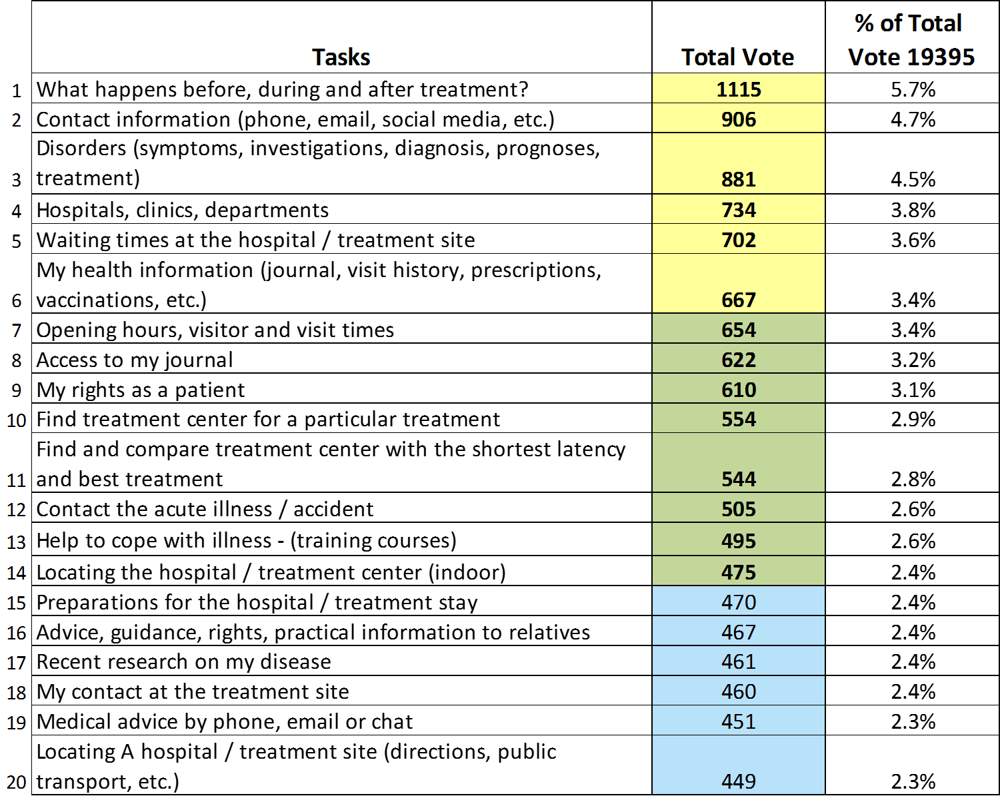 Tasks Total Vote % of Total
Vote 19395
1 What happens before, during and after treatment? 1115 5.7%
2 Contact information (phone, email, social media, etc.) 906 4.7%
Disorders (symptoms, investigations, diagnosis, prognoses,
3 treatment) 881 4.5%
4 Hospitals, clinics, departments 734 3.8%
5 Waiting times at the hospital / treatment site 702 3.6%
My health information (journal, visit history, prescriptions,
6 vaccinations, etc.) 667 3.4%
7 Opening hours, visitor and visit times 654 3.4%
8 Access to my journal 622 3.2%
9 My rights as a patient 610 3.1%
10 Find treatment center for a particular treatment 554 2.9%
Find and compare treatment center with the shortest latency
11 and best treatment 544 2.8%
12 Contact the acute illness / accident 505 2.6%
13 Help to cope with illness - (training courses) 495 2.6%
14 Locating the hospital / treatment center (indoor) 475 2.4%
15 Preparations for the hospital / treatment stay 470 2.4%
16 Advice, guidance, rights, practical information to relatives 467 2.4%
17 Recent research on my disease 461 2.4%
18 My contact at the treatment site 460 2.4%
19 Medical advice by phone, email or chat 451 2.3%
Locating A hospital / treatment site (directions, public
20 transport, etc.) 449 2.3%